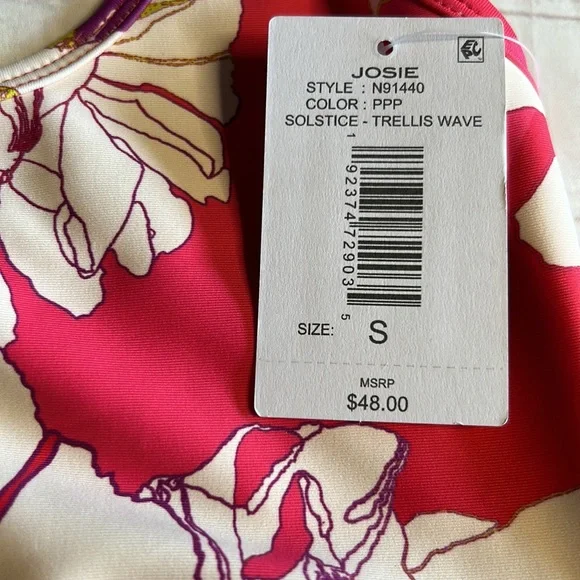 JOSIE
STYLE : N91440
COLOR : PPP
SOLSTICE - TRELLIS WAVE
1 92374 72903 5
SIZE: S
MSRP
$48.00